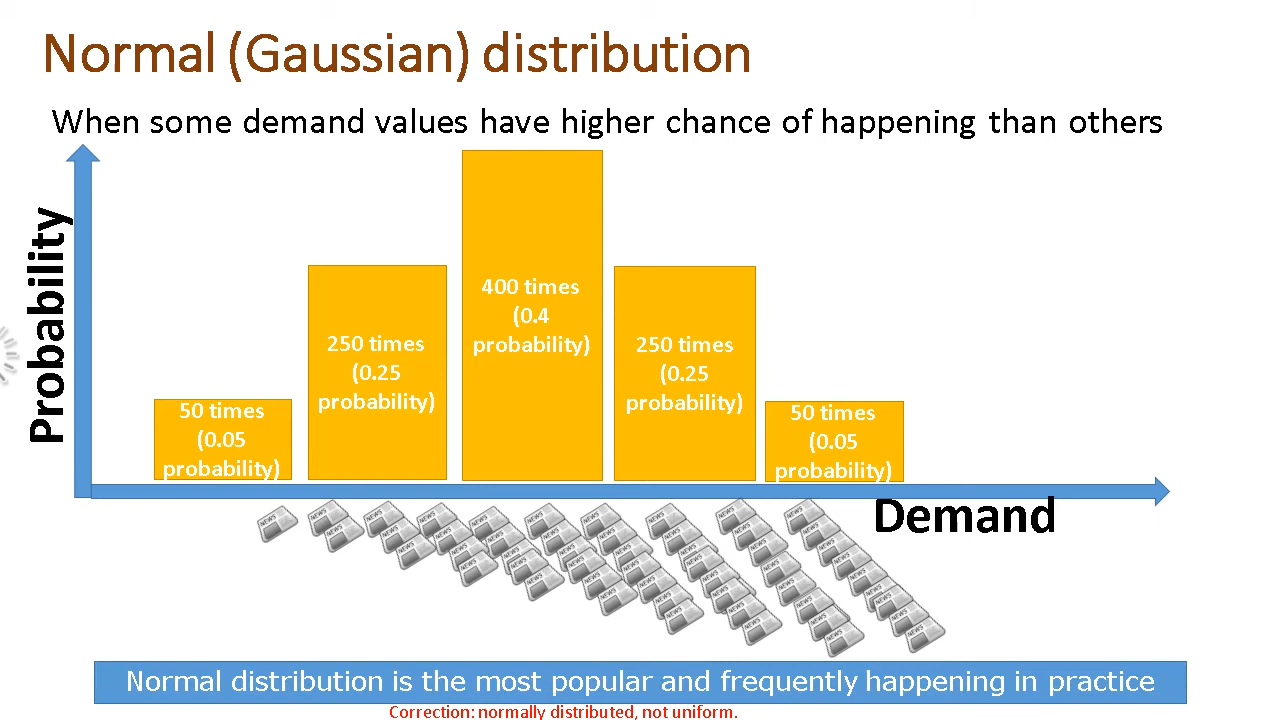 Normal (Gaussian) distribution
When some demand values have higher chance of happening than others
Probability
400 times
(0.4
probability)
250 times
(0.25
probability)
250 times
(0.25
probability)
50 times
(0.05
probability)
50 times
(0.05
probability)
Demand
NEWS
Normal distribution is the most popular and frequently happening in practice
Correction: normally distributed, not uniform.